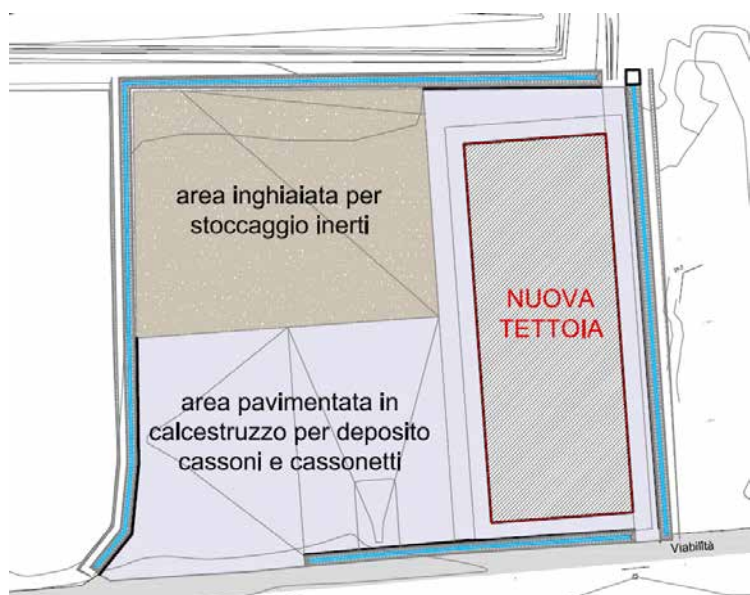 area inghiaiata per
stoccaggio inerti
NUOVA
TETTOIA
area pavimentata in
calcestruzzo per deposito
cassoni e cassonetti
Viabilità